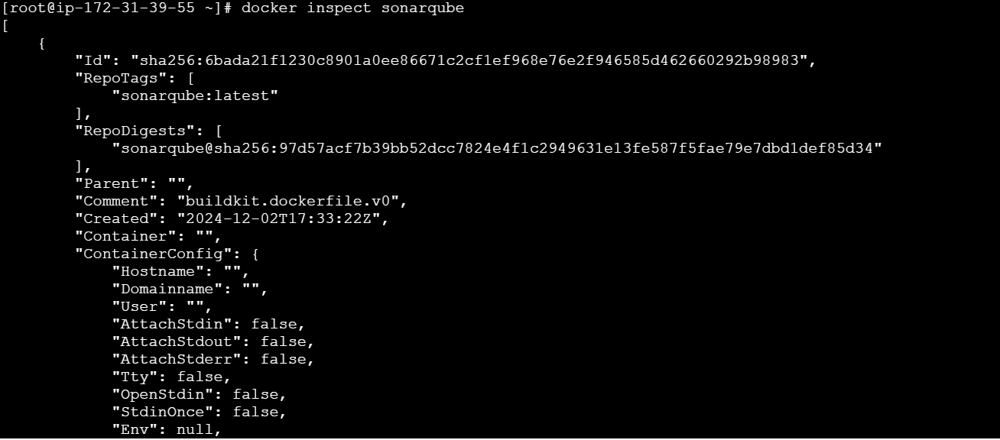 [root@ip-172-31-39-55 ~]# docker inspect sonarqube
[
    {
        "Id": "sha256:6bada21f1230c8901a0ee86671c2cf1ef968e76e2f946585d462660292b98983",
        "RepoTags": [
            "sonarqube:latest"
        ],
        "RepoDigests": [
            "sonarqube@sha256:97d57acf7b39bb52dcc7824e4f1c2949631e13fe587f5fae79e7dbd1def85d34"
        ],
        "Parent": "",
        "Comment": "buildkit.dockerfile.v0",
        "Created": "2024-12-02T17:33:22Z",
        "Container": "",
        "ContainerConfig": {
            "Hostname": "",
            "Domainname": "",
            "User": "",
            "AttachStdin": false,
            "AttachStdout": false,
            "AttachStderr": false,
            "Tty": false,
            "OpenStdin": false,
            "StdinOnce": false,
            "Env": null,